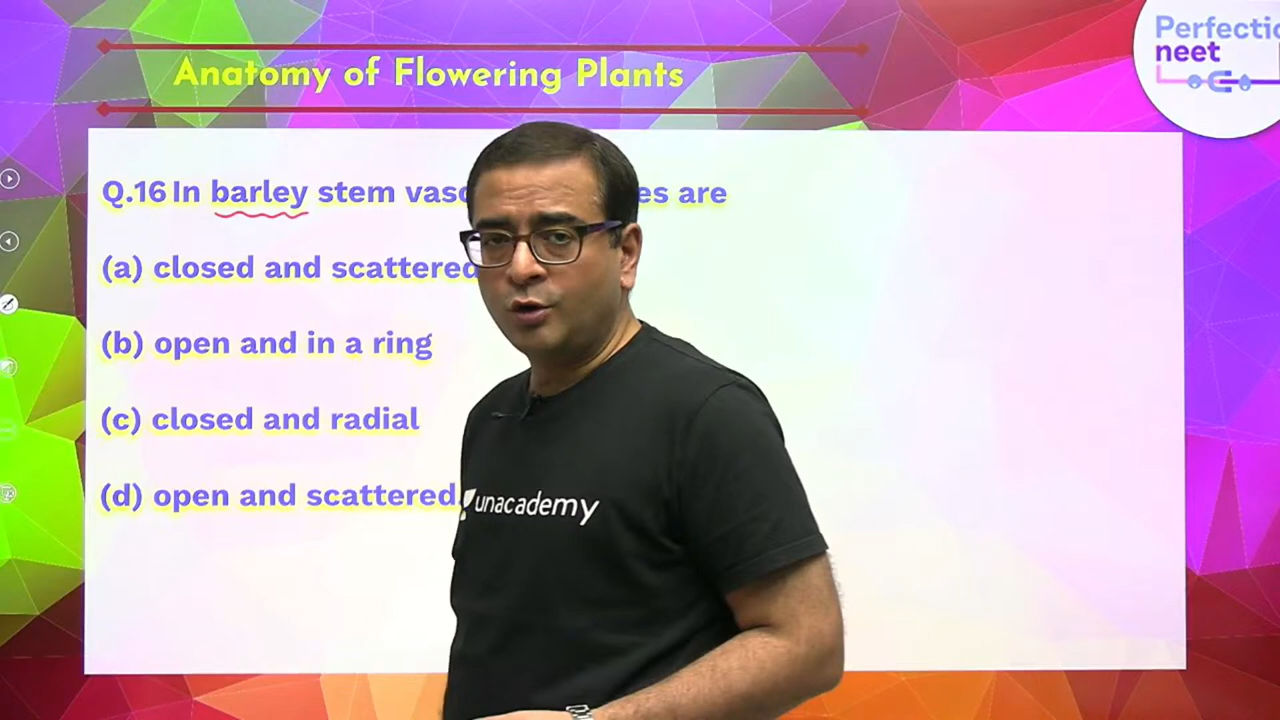 Perfectio
neet
Anatomy of Flowering Plants
Q.16 In barley stem vasc es are
(a) closed and scattered
(b) open and in a ring
(c) closed and radial
(d) open and scattered.
unacademy